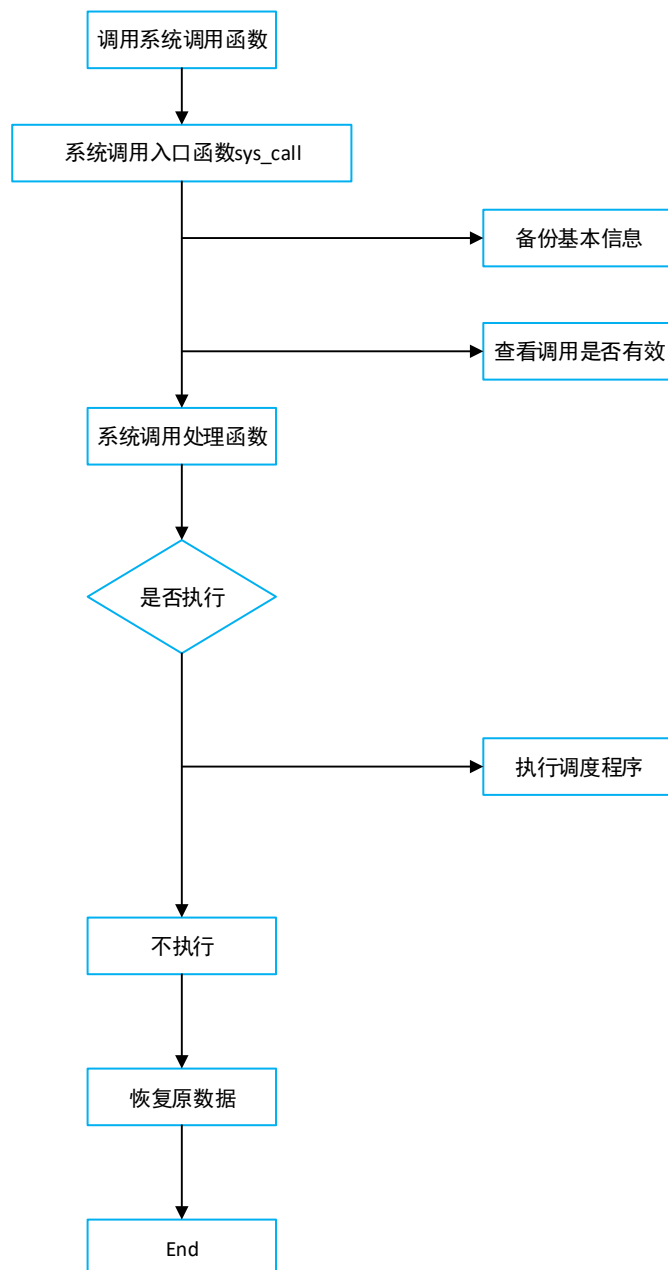 调用系统调用函数
系统调用入口函数sys_call
备份基本信息
查看调用是否有效
系统调用处理函数
是否执行
执行调度程序
不执行
恢复原数据
End